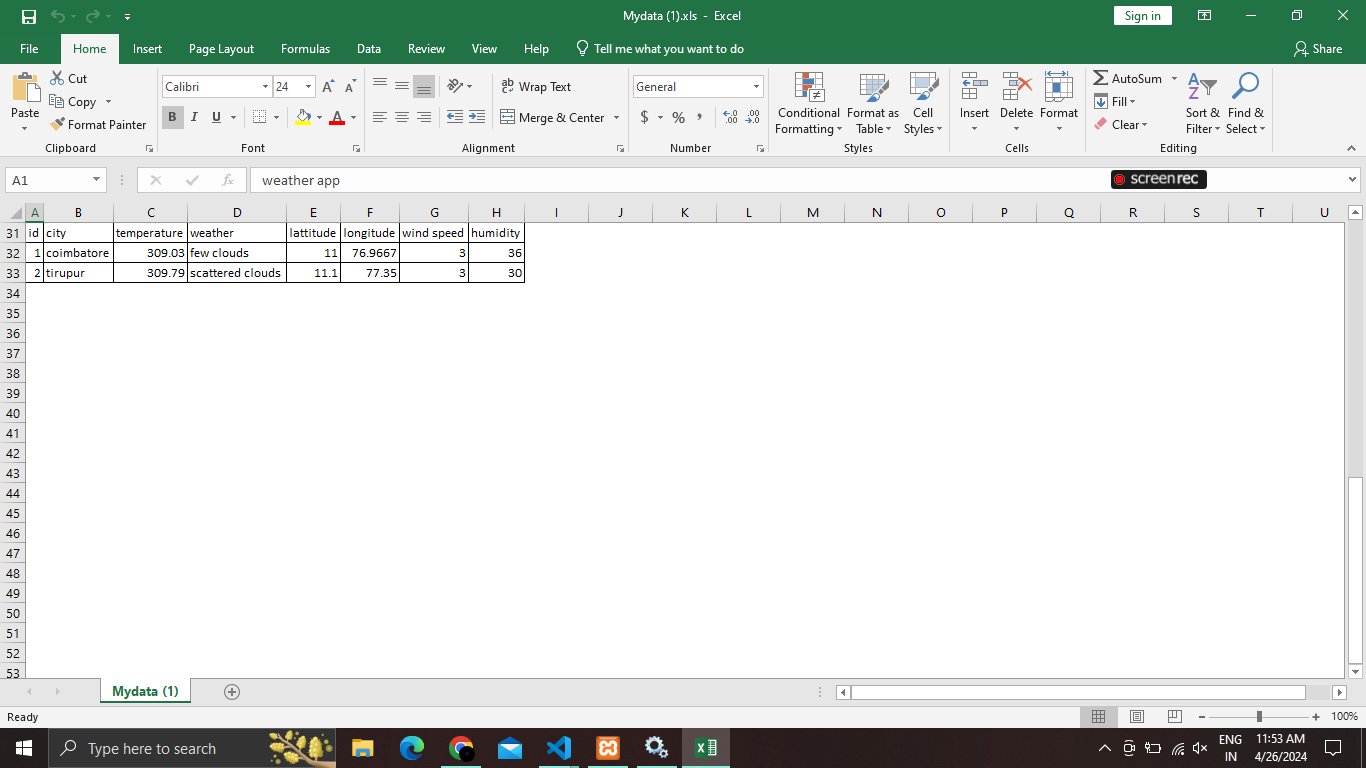 Mydata (1).xls - Excel
Sign in
File Home Insert Page Layout Formulas Data Review View Help Tell me what you want to do Share
Paste
Cut
Copy
Format Painter
Clipboard
Calibri 24 A A
B I U A
Font
ab Wrap Text
Merge & Center
Alignment
General
$ % ,
Number
Conditional Formatting
Format as Table
Cell Styles
Styles
Insert Delete Format
Cells
AutoSum
Fill
Clear
Sort & Filter
Find & Select
Editing
A1 fx weather app screenrec
A B C D E F G H I J K L M N O P Q R S T U
31 id city temperature weather lattitude longitude wind speed humidity
32 1 coimbatore 309.03 few clouds 11 76.9667 3 36
33 2 tirupur 309.79 scattered clouds 11.1 77.35 3 30
34
35
36
37
38
39
40
41
42
43
44
45
46
47
48
49
50
51
52
53
Mydata (1)
Ready 100%
Type here to search
ENG
IN
11:53 AM
4/26/2024